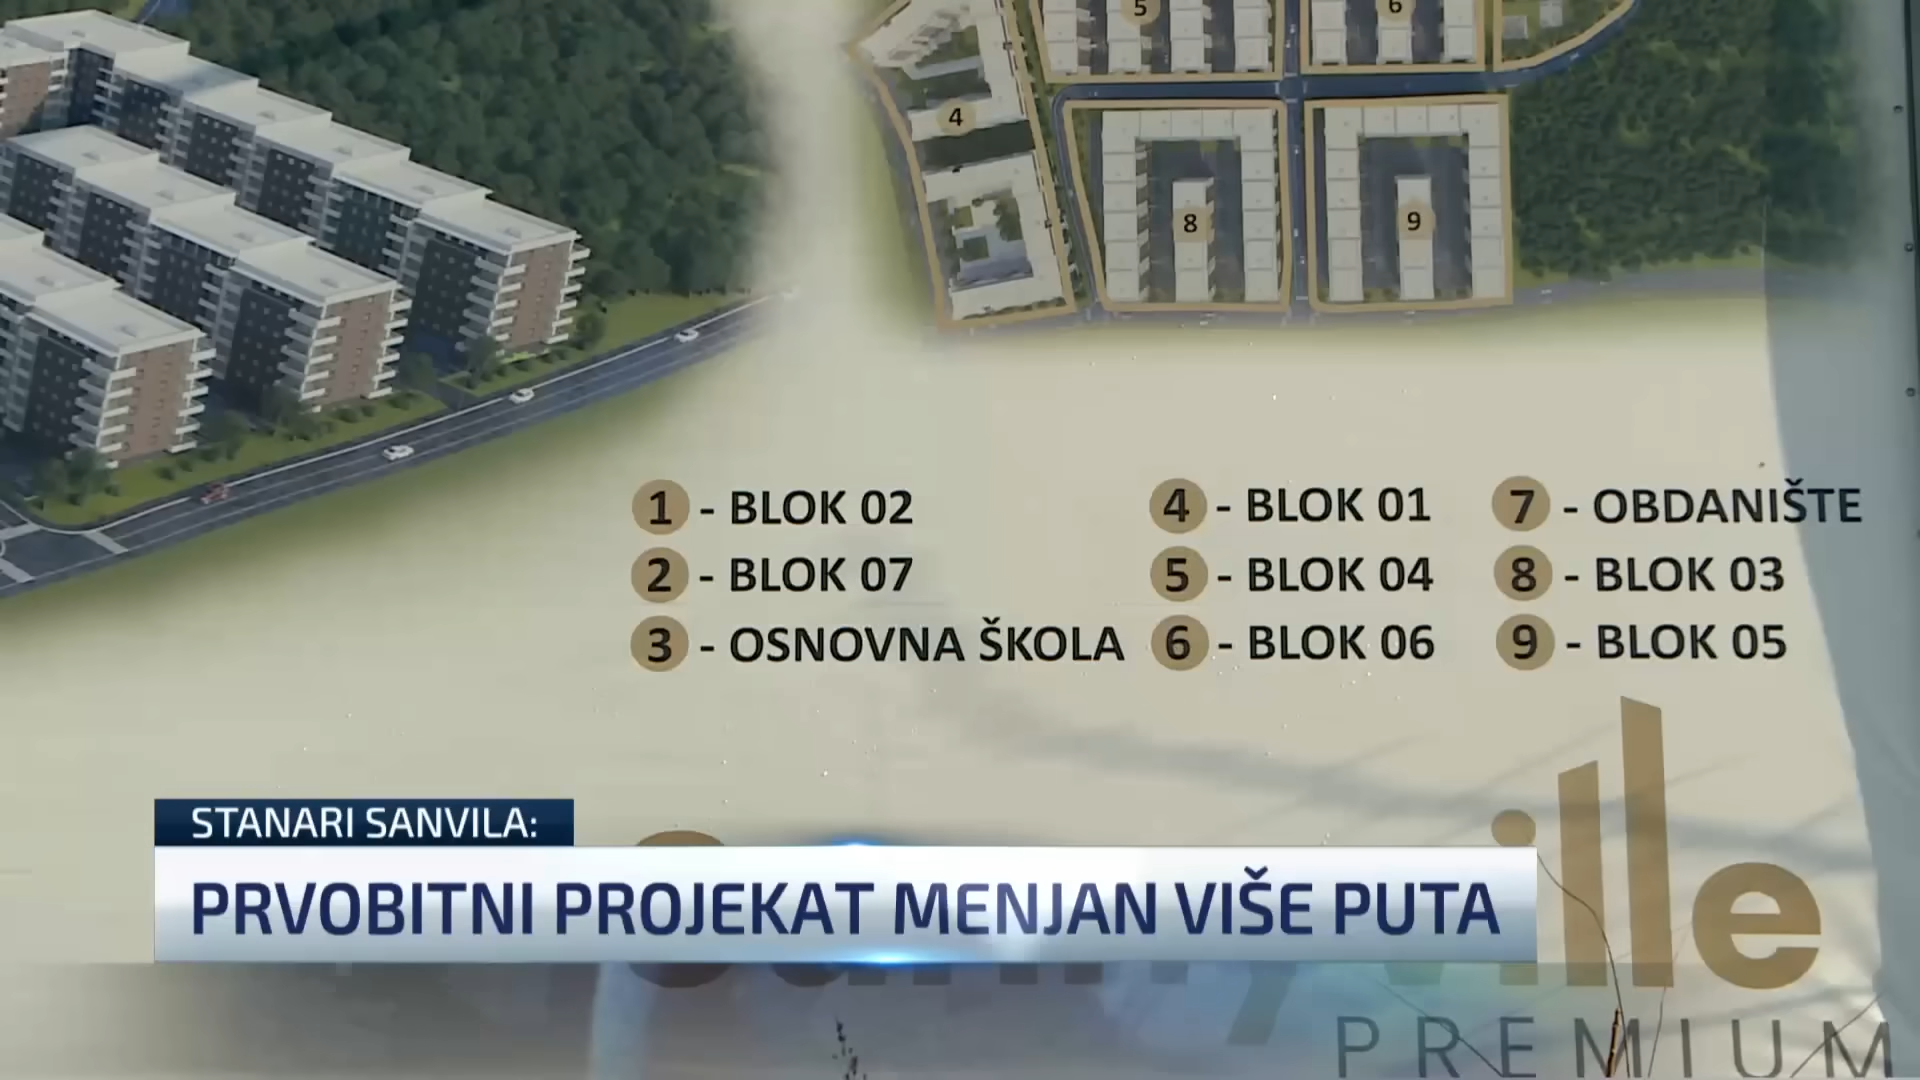 5
6
4
8
9
1 - BLOK 02
2 - BLOK 07
3 - OSNOVNA ŠKOLA
4 - BLOK 01
5 - BLOK 04
6 - BLOK 06
7 - OBDANIŠTE
8 - BLOK 03
9 - BLOK 05
STANARI SANVILA:
PRVOBITNI PROJEKAT MENJAN VIŠE PUTA
PREMIUM